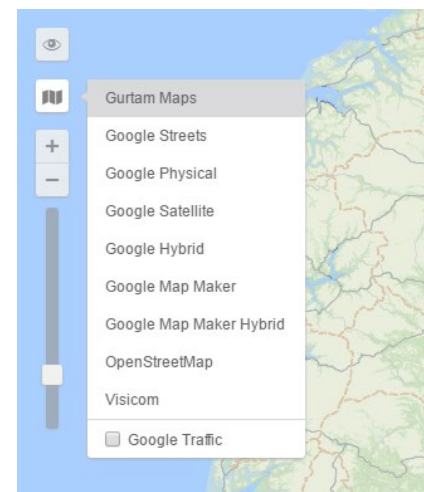 Gurtam Maps
Google Streets
Google Physical
Google Satellite
Google Hybrid
Google Map Maker
Google Map Maker Hybrid
OpenStreetMap
Visicom
Google Traffic